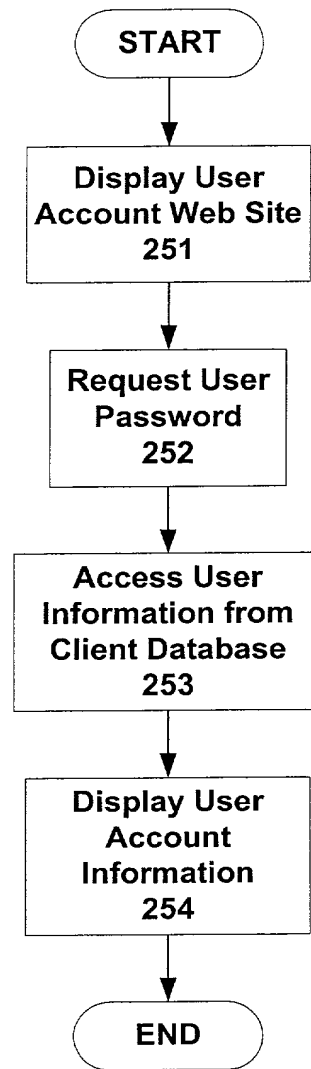 START
Display User
Account Web Site
251
Request User
Password
252
Access User
Information from
Client Database
253
Display User
Account
Information
254
END